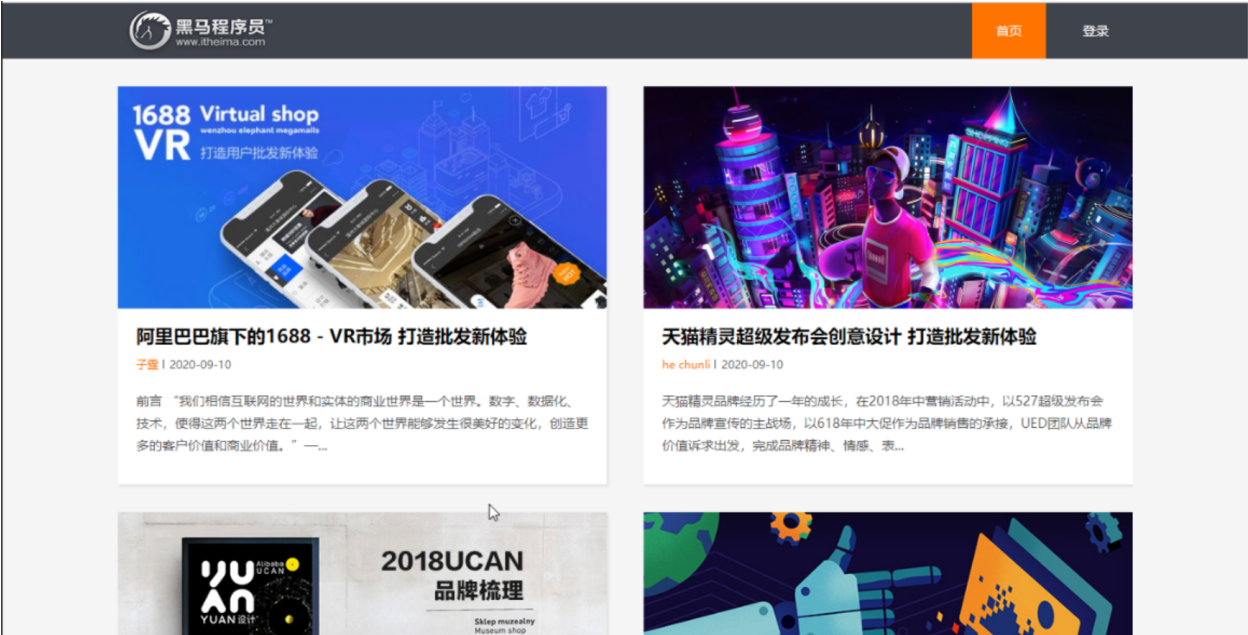 黑马程序员™
www.itheima.com
首页
登录
1688 Virtual shop
wenzhou elephant megamalls
VR 打造用户批发新体验
SHOPPING
阿里巴巴旗下的1688 - VR市场 打造批发新体验
子霆 | 2020-09-10
前言 “我们相信互联网的世界和实体的商业世界是一个世界。数字、数据化、
技术，使得这两个世界走在一起，让这两个世界能够发生很美好的变化，创造更
多的客户价值和商业价值。” —...
天猫精灵超级发布会创意设计 打造批发新体验
he chunli | 2020-09-10
天猫精灵品牌经历了一年的成长，在2018年中营销活动中，以527超级发布会
作为品牌宣传的主战场，以618年中大促作为品牌销售的承接，UED团队从品牌
价值诉求出发，完成品牌精神、情感、表...
YUAN
Alibaba
UCAN
YUAN设计
2018UCAN
品牌梳理
Sklep muzealny
Museum shop